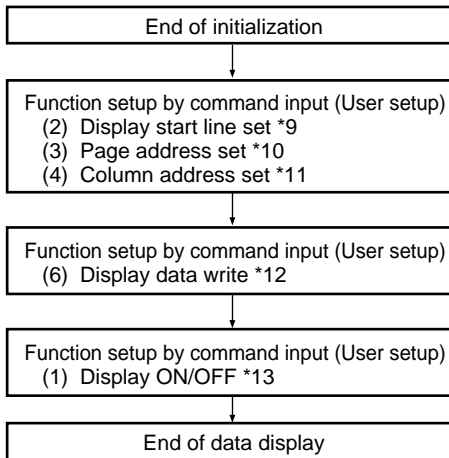 End of initialization
Function setup by command input (User setup)
(2) Display start line set *9
(3) Page address set *10
(4) Column address set *11
Function setup by command input (User setup)
(6) Display data write *12
Function setup by command input (User setup)
(1) Display ON/OFF *13
End of data display